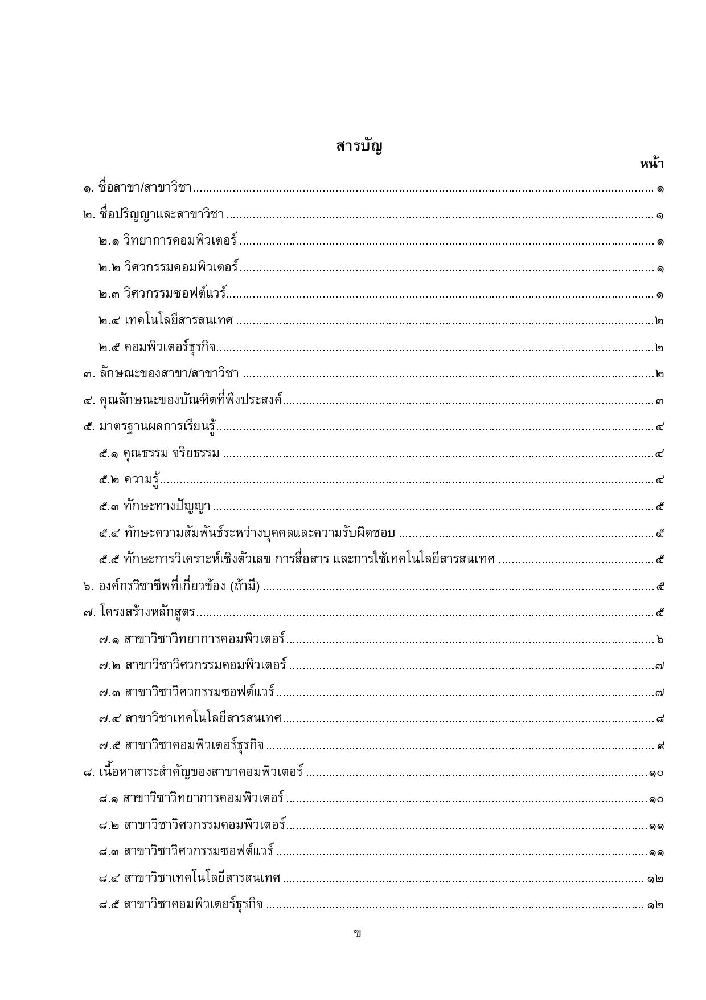 สารบัญ
หน้า
๑. ชื่อสาขา/สาขาวิชา ๑
๒. ชื่อปริญญาและสาขาวิชา ๑
๒.๑ วิทยาการคอมพิวเตอร์ ๑
๒.๒ วิศวกรรมคอมพิวเตอร์ ๑
๒.๓ วิศวกรรมซอฟต์แวร์ ๑
๒.๔ เทคโนโลยีสารสนเทศ ๒
๒.๕ คอมพิวเตอร์ธุรกิจ ๒
๓. ลักษณะของสาขา/สาขาวิชา ๒
๔. คุณลักษณะของบัณฑิตที่พึงประสงค์ ๓
๕. มาตรฐานผลการเรียนรู้ ๔
๕.๑ คุณธรรม จริยธรรม ๔
๕.๒ ความรู้ ๔
๕.๓ ทักษะทางปัญญา ๕
๕.๔ ทักษะความสัมพันธ์ระหว่างบุคคลและความรับผิดชอบ ๕
๕.๕ ทักษะการวิเคราะห์เชิงตัวเลข การสื่อสาร และการใช้เทคโนโลยีสารสนเทศ ๕
๖. องค์กรวิชาชีพที่เกี่ยวข้อง (ถ้ามี) ๕
๗. โครงสร้างหลักสูตร ๕
๗.๑ สาขาวิชาวิทยาการคอมพิวเตอร์ ๖
๗.๒ สาขาวิชาวิศวกรรมคอมพิวเตอร์ ๗
๗.๓ สาขาวิชาวิศวกรรมซอฟต์แวร์ ๗
๗.๔ สาขาวิชาเทคโนโลยีสารสนเทศ ๘
๗.๕ สาขาวิชาคอมพิวเตอร์ธุรกิจ ๙
๘. เนื้อหาสาระสำคัญของสาขาคอมพิวเตอร์ ๑๐
๘.๑ สาขาวิชาวิทยาการคอมพิวเตอร์ ๑๐
๘.๒ สาขาวิชาวิศวกรรมคอมพิวเตอร์ ๑๑
๘.๓ สาขาวิชาวิศวกรรมซอฟต์แวร์ ๑๑
๘.๔ สาขาวิชาเทคโนโลยีสารสนเทศ ๑๒
๘.๕ สาขาวิชาคอมพิวเตอร์ธุรกิจ ๑๒
ข